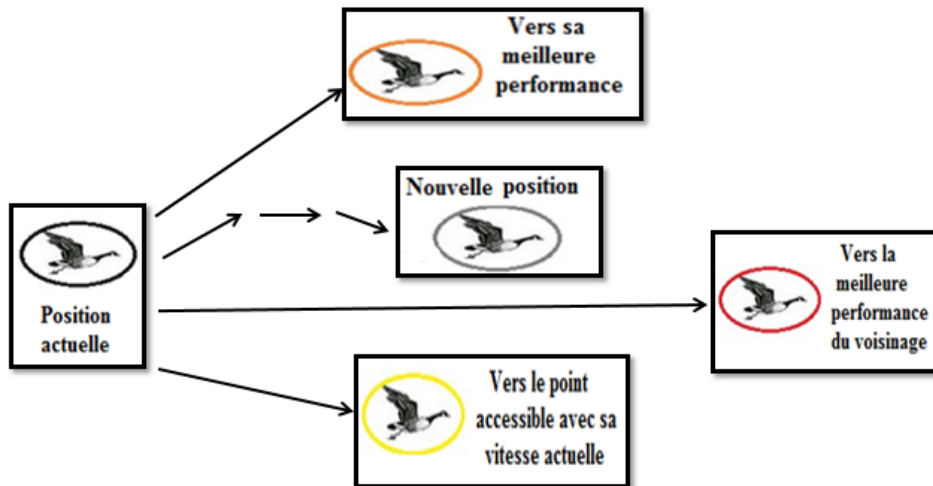 Vers sa
meilleure
performance
Nouvelle position
Position
actuelle
Vers la
meilleure
performance
du voisinage
Vers le point
accessible avec sa
vitesse actuelle